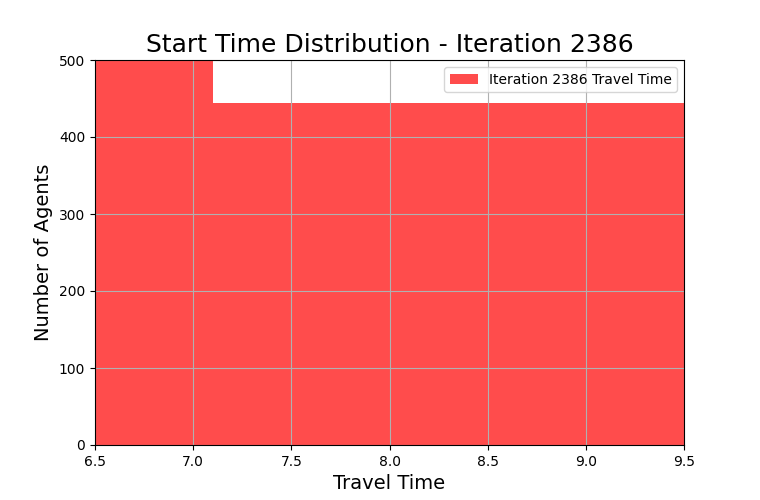 Start Time Distribution - Iteration 2386
500
400
300
200
100
0
Number of Agents
Iteration 2386 Travel Time
6.5 7.0 7.5 8.0 8.5 9.0 9.5
Travel Time